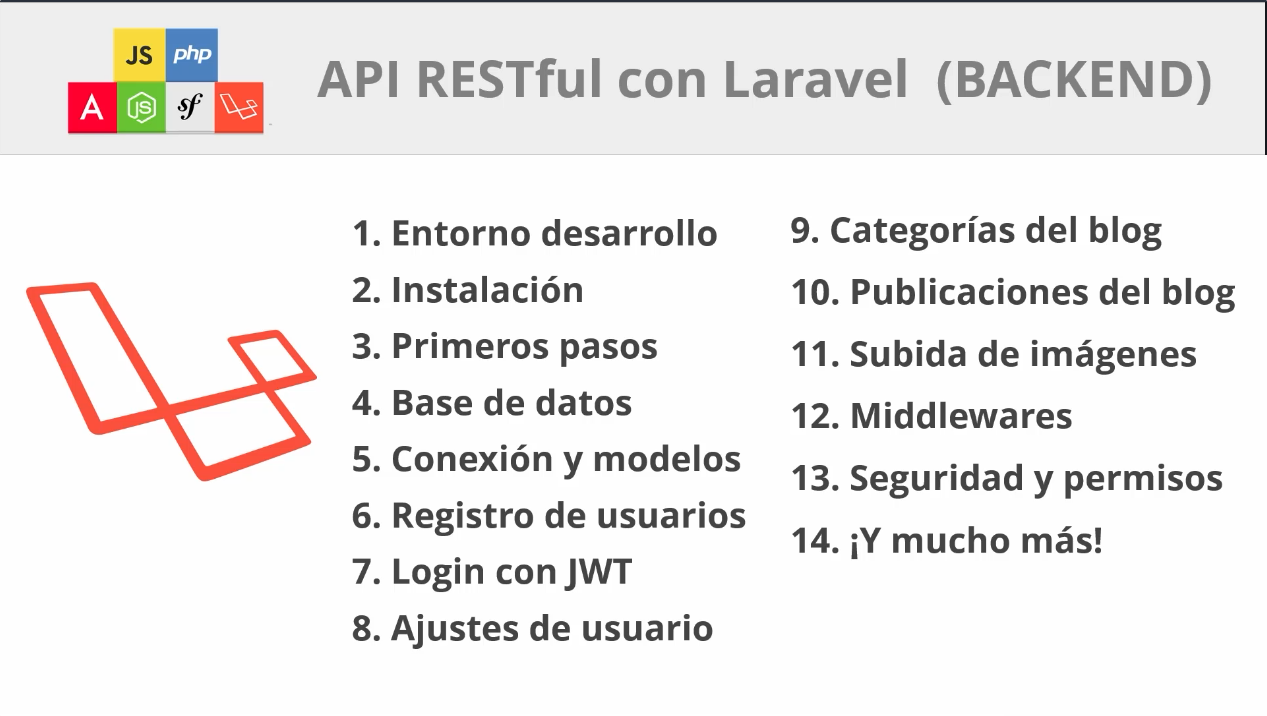 JS
php
A
JS
sf
API RESTful con Laravel (BACKEND)
1. Entorno desarrollo
2. Instalación
3. Primeros pasos
4. Base de datos
5. Conexión y modelos
6. Registro de usuarios
7. Login con JWT
8. Ajustes de usuario
9. Categorías del blog
10. Publicaciones del blog
11. Subida de imágenes
12. Middlewares
13. Seguridad y permisos
14. ¡Y mucho más!